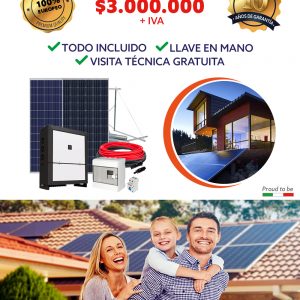 100%
EUROPEO
$3.000.000
+ IVA
AÑOS DE GARANTÍA
✓ TODO INCLUIDO ✓ LLAVE EN MANO
✓ VISITA TÉCNICA GRATUITA
Proud to be